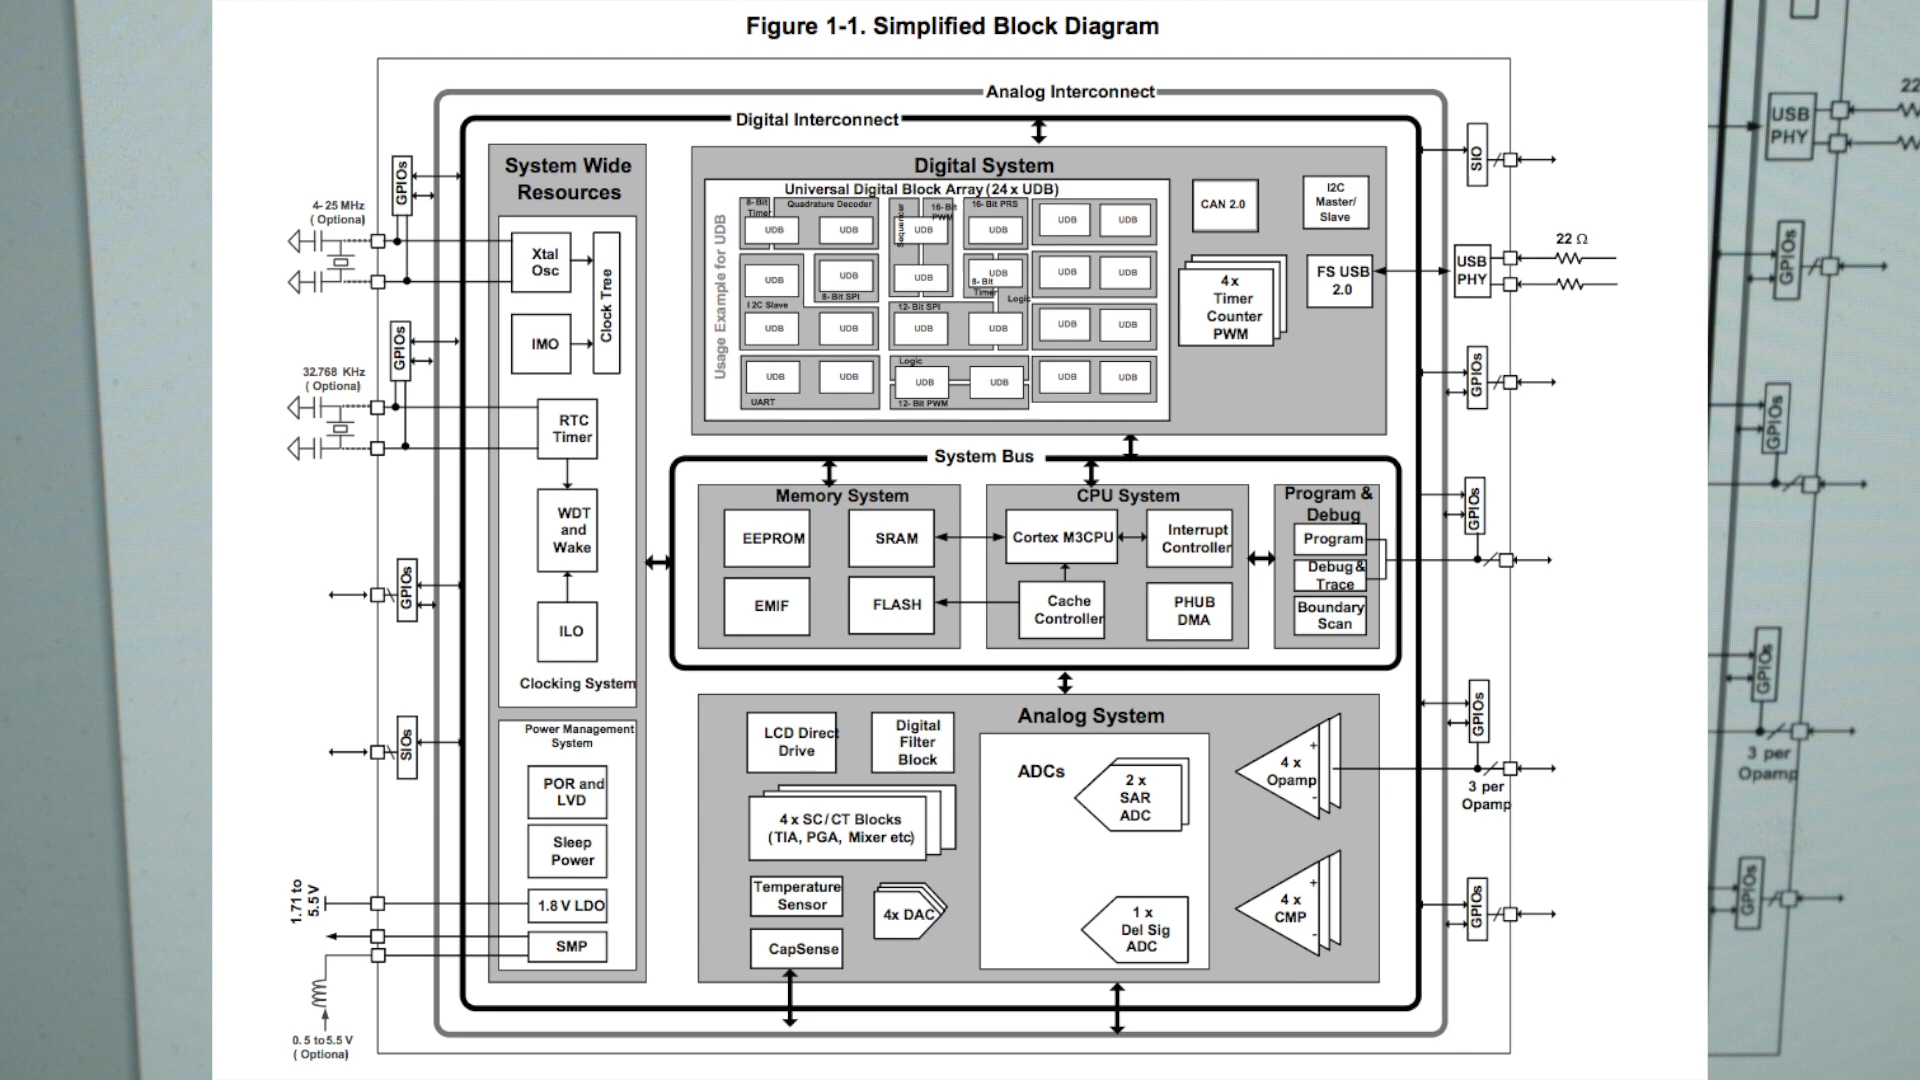 Figure 1-1. Simplified Block Diagram
Analog Interconnect
Digital Interconnect
System Wide
Resources
GPIOs
4- 25 MHz
( Optional)
Xtal
Osc
Clock Tree
IMO
GPIOs
32.768 KHz
( Optional)
RTC
Timer
WDT
and
Wake
GPIOs
ILO
Clocking System
SIOs
Power Management
System
POR and
LVD
Sleep
Power
1.71 to
5.5 V
1.8 V LDO
SMP
0. 5 to 5.5 V
( Optional)
Digital System
Universal Digital Block Array (24 x UDB)
Usage Example for UDB
8- Bit
Timer
Quadrature Decoder
Sequencer
16- Bit
PWM
16- Bit PRS
UDB
UDB
UDB
UDB
UDB
UDB
UDB
UDB
UDB
UDB
UDB
UDB
I2C Slave
8- Bit SPI
8- Bit
Timer
Logic
12- Bit SPI
UDB
UDB
UDB
UDB
UDB
UDB
Logic
UDB
UDB
UDB
UDB
UDB
UDB
UART
12- Bit PWM
CAN 2.0
I2C
Master/
Slave
4 x
Timer
Counter
PWM
FS USB
2.0
System Bus
Memory System
EEPROM
SRAM
EMIF
FLASH
CPU System
Cortex M3CPU
Interrupt
Controller
Cache
Controller
PHUB
DMA
Program &
Debug
Program
Debug &
Trace
Boundary
Scan
Analog System
LCD Direct
Drive
Digital
Filter
Block
4 x SC/ CT Blocks
(TIA, PGA, Mixer etc)
Temperature
Sensor
4x DAC
CapSense
ADCs
2 x
SAR
ADC
1 x
Del Sig
ADC
+
4 x
Opamp
-
+
4 x
CMP
-
SIO
USB
PHY
22 Ω
GPIOs
GPIOs
GPIOs
3 per
Opamp
GPIOs
22
USB
PHY
GPIOs
GPIOs
GPIOs
3 per
Opamp
GPIOs